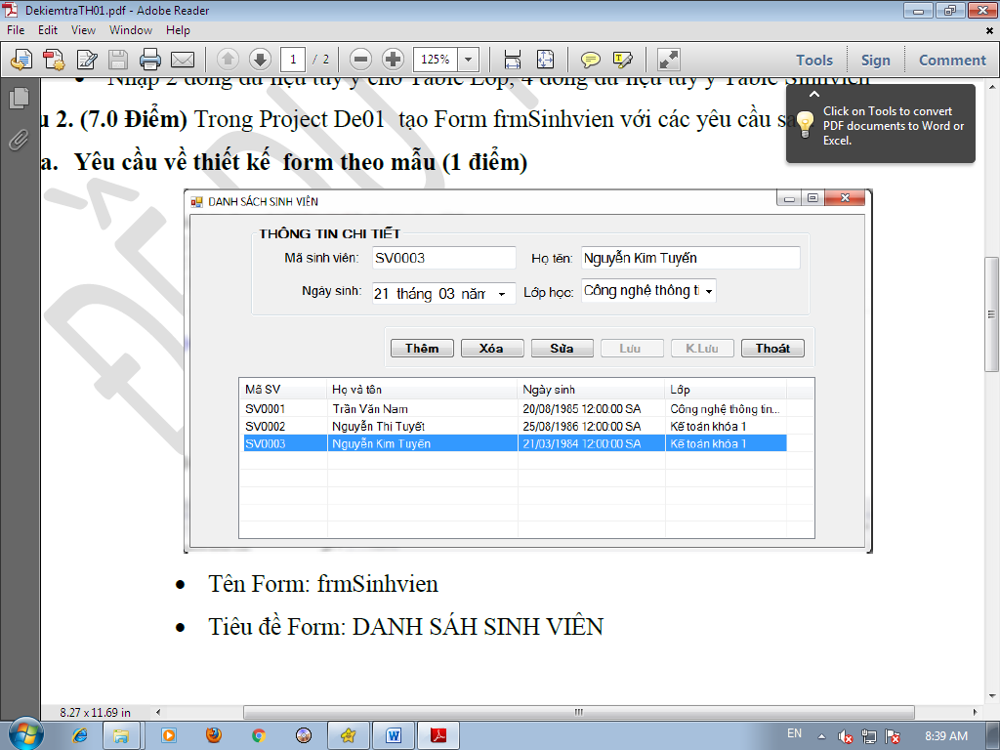 DekiemtraTH01.pdf - Adobe Reader
File Edit View Window Help
1 / 2 125% Tools Sign Comment
Nhập 2 dòng dữ liệu tùy ý cho Table Lop, 4 dòng dữ liệu tùy ý Table Sinhvien
Click on Tools to convert
PDF documents to Word or
Excel.
u 2. (7.0 Điểm) Trong Project De01 tạo Form frmSinhvien với các yêu cầu sa
a. Yêu cầu về thiết kế form theo mẫu (1 điểm)
DANH SÁCH SINH VIÊN
THÔNG TIN CHI TIẾT
Mã sinh viên: SV0003 Họ tên: Nguyễn Kim Tuyến
Ngày sinh: 21 tháng 03 năm Lớp học: Công nghệ thông ti
Thêm Xóa Sửa Lưu K.Lưu Thoát
Mã SV Họ và tên Ngày sinh Lớp
SV0001 Trần Văn Nam 20/08/1985 12:00:00 SA Công nghệ thông tin...
SV0002 Nguyễn Thị Tuyết 25/08/1986 12:00:00 SA Kế toán khóa 1
SV0003 Nguyễn Kim Tuyến 21/03/1984 12:00:00 SA Kế toán khóa 1
• Tên Form: frmSinhvien
• Tiêu đề Form: DANH SÁH SINH VIÊN
8.27 x 11.69 in
EN 8:39 AM